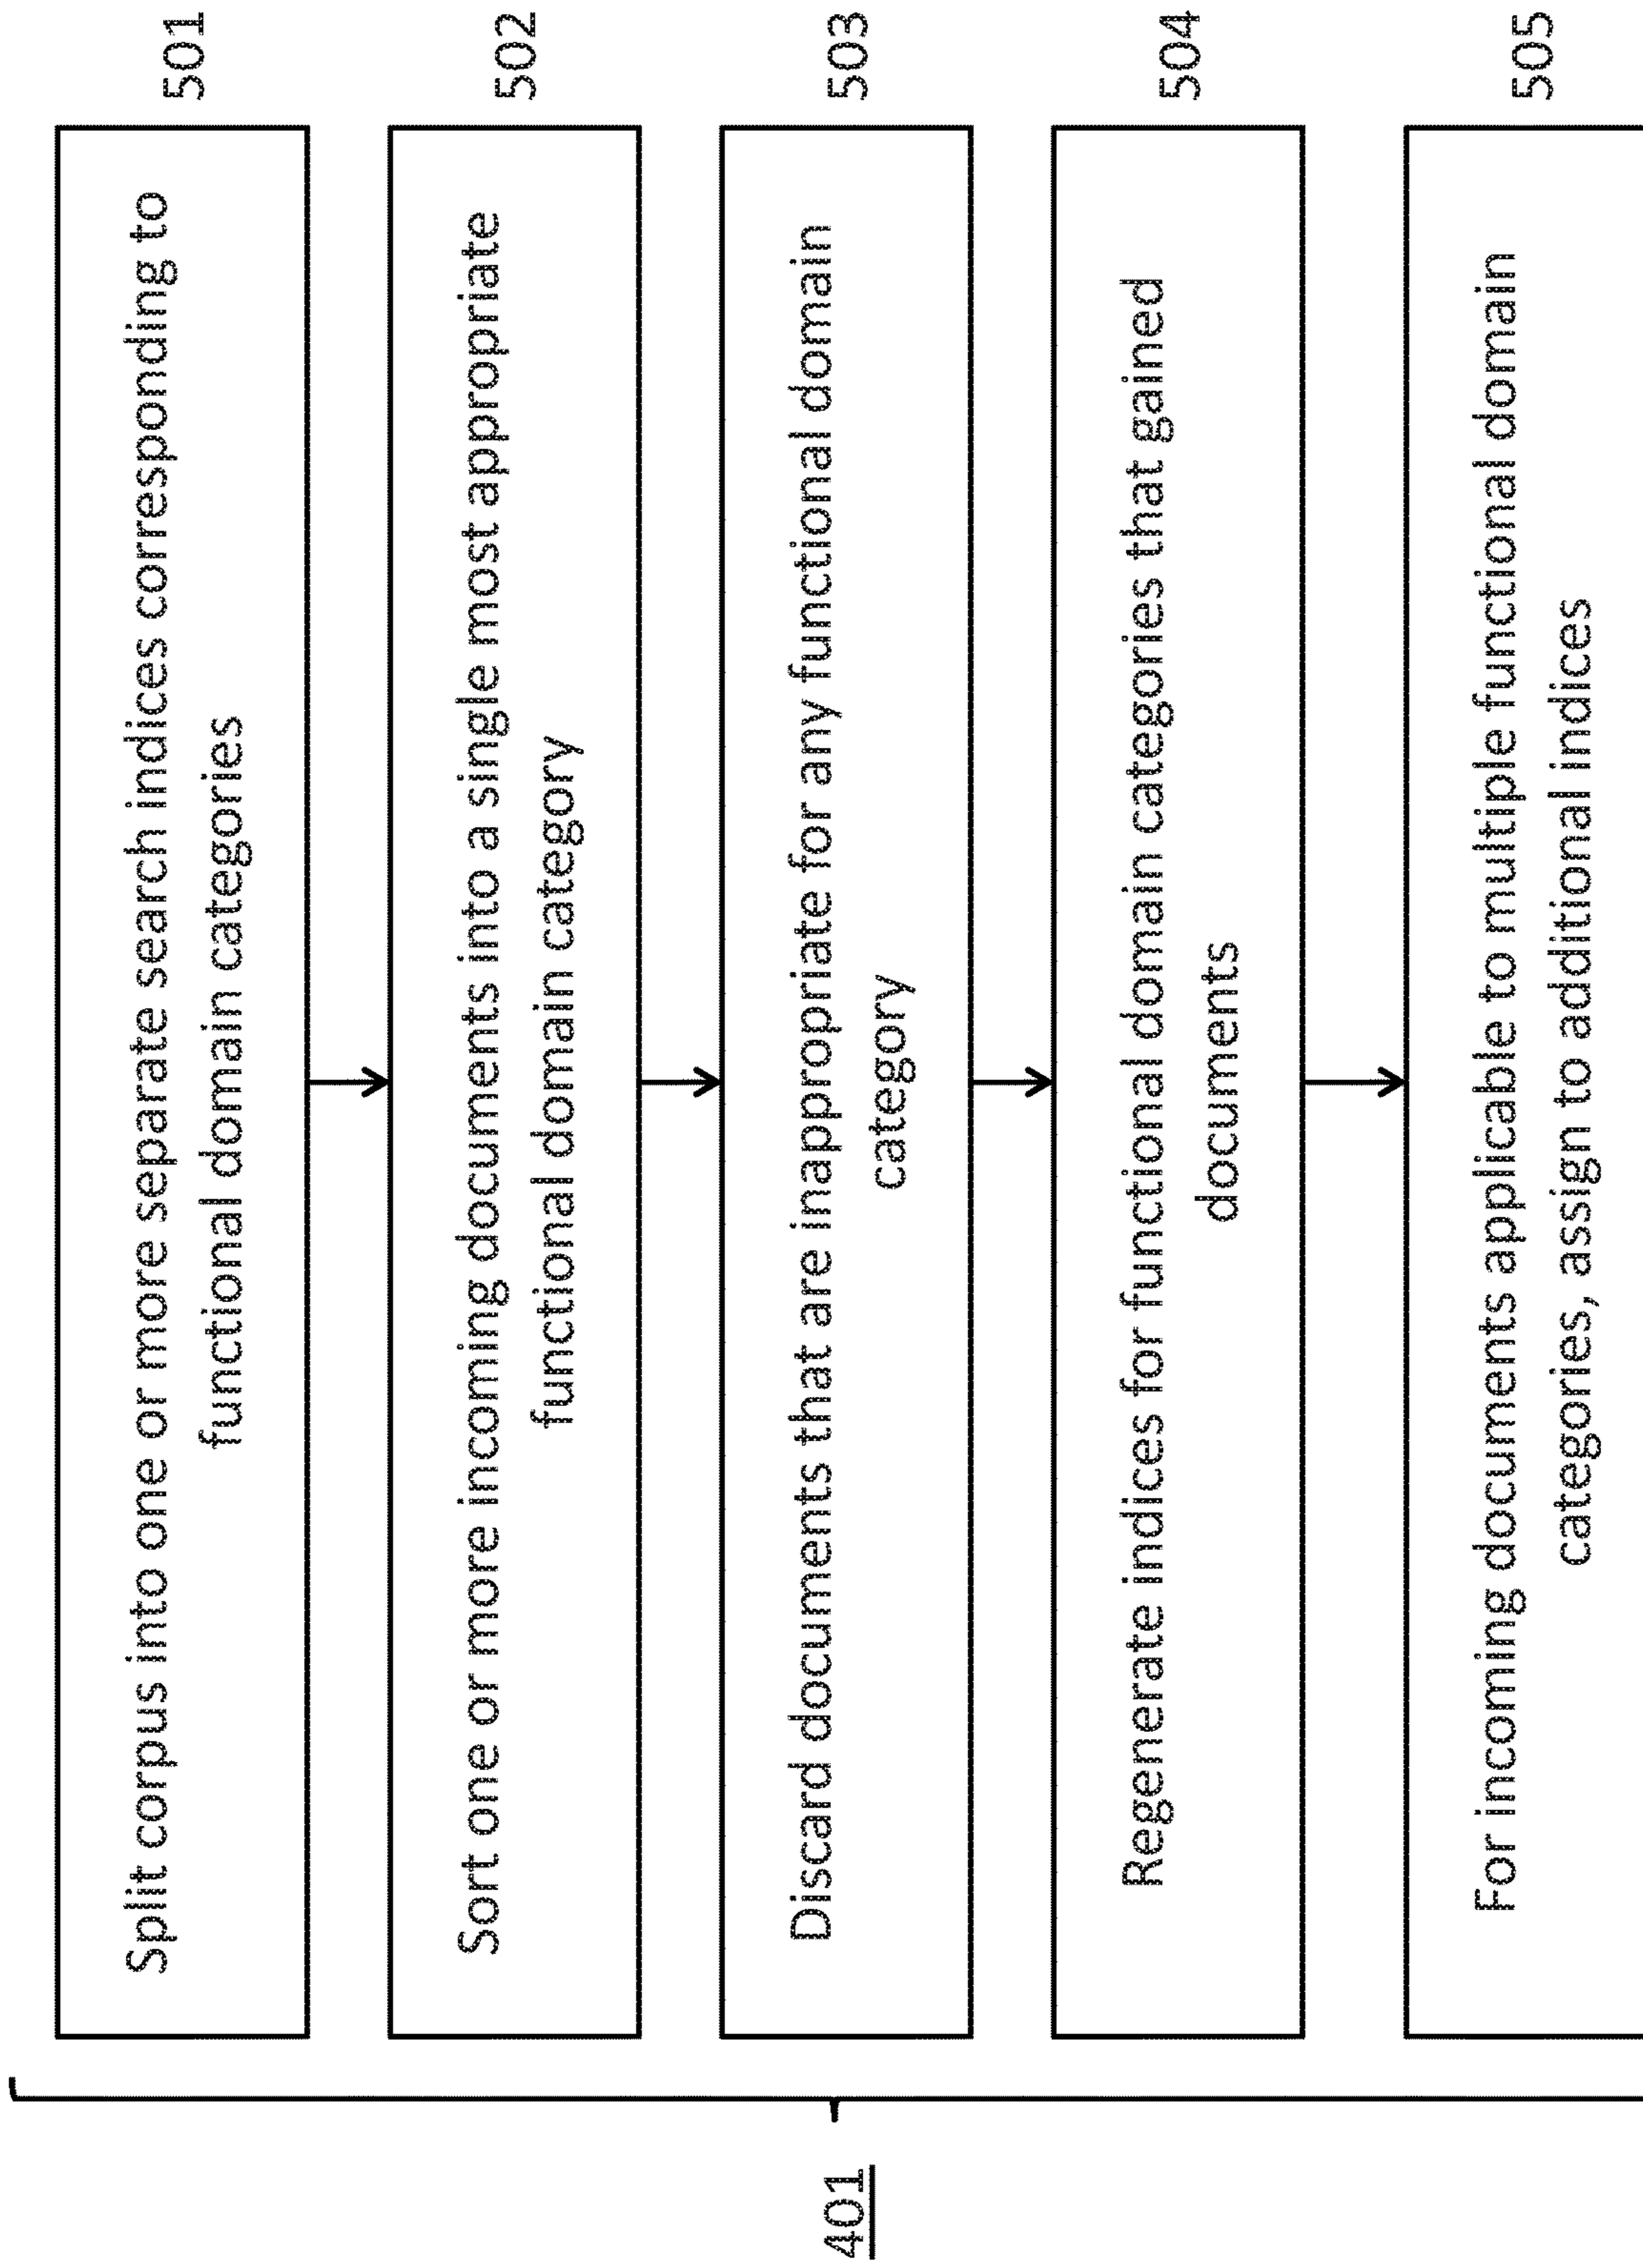 401
Split corpus into one or more separate search indices corresponding to
functional domain categories
501
Sort one or more incoming documents into a single most appropriate
functional domain category
502
Discard documents that are inappropriate for any functional domain
category
503
Regenerate indices for functional domain categories that gained
documents
504
For incoming documents applicable to multiple functional domain
categories, assign to additional indices
505